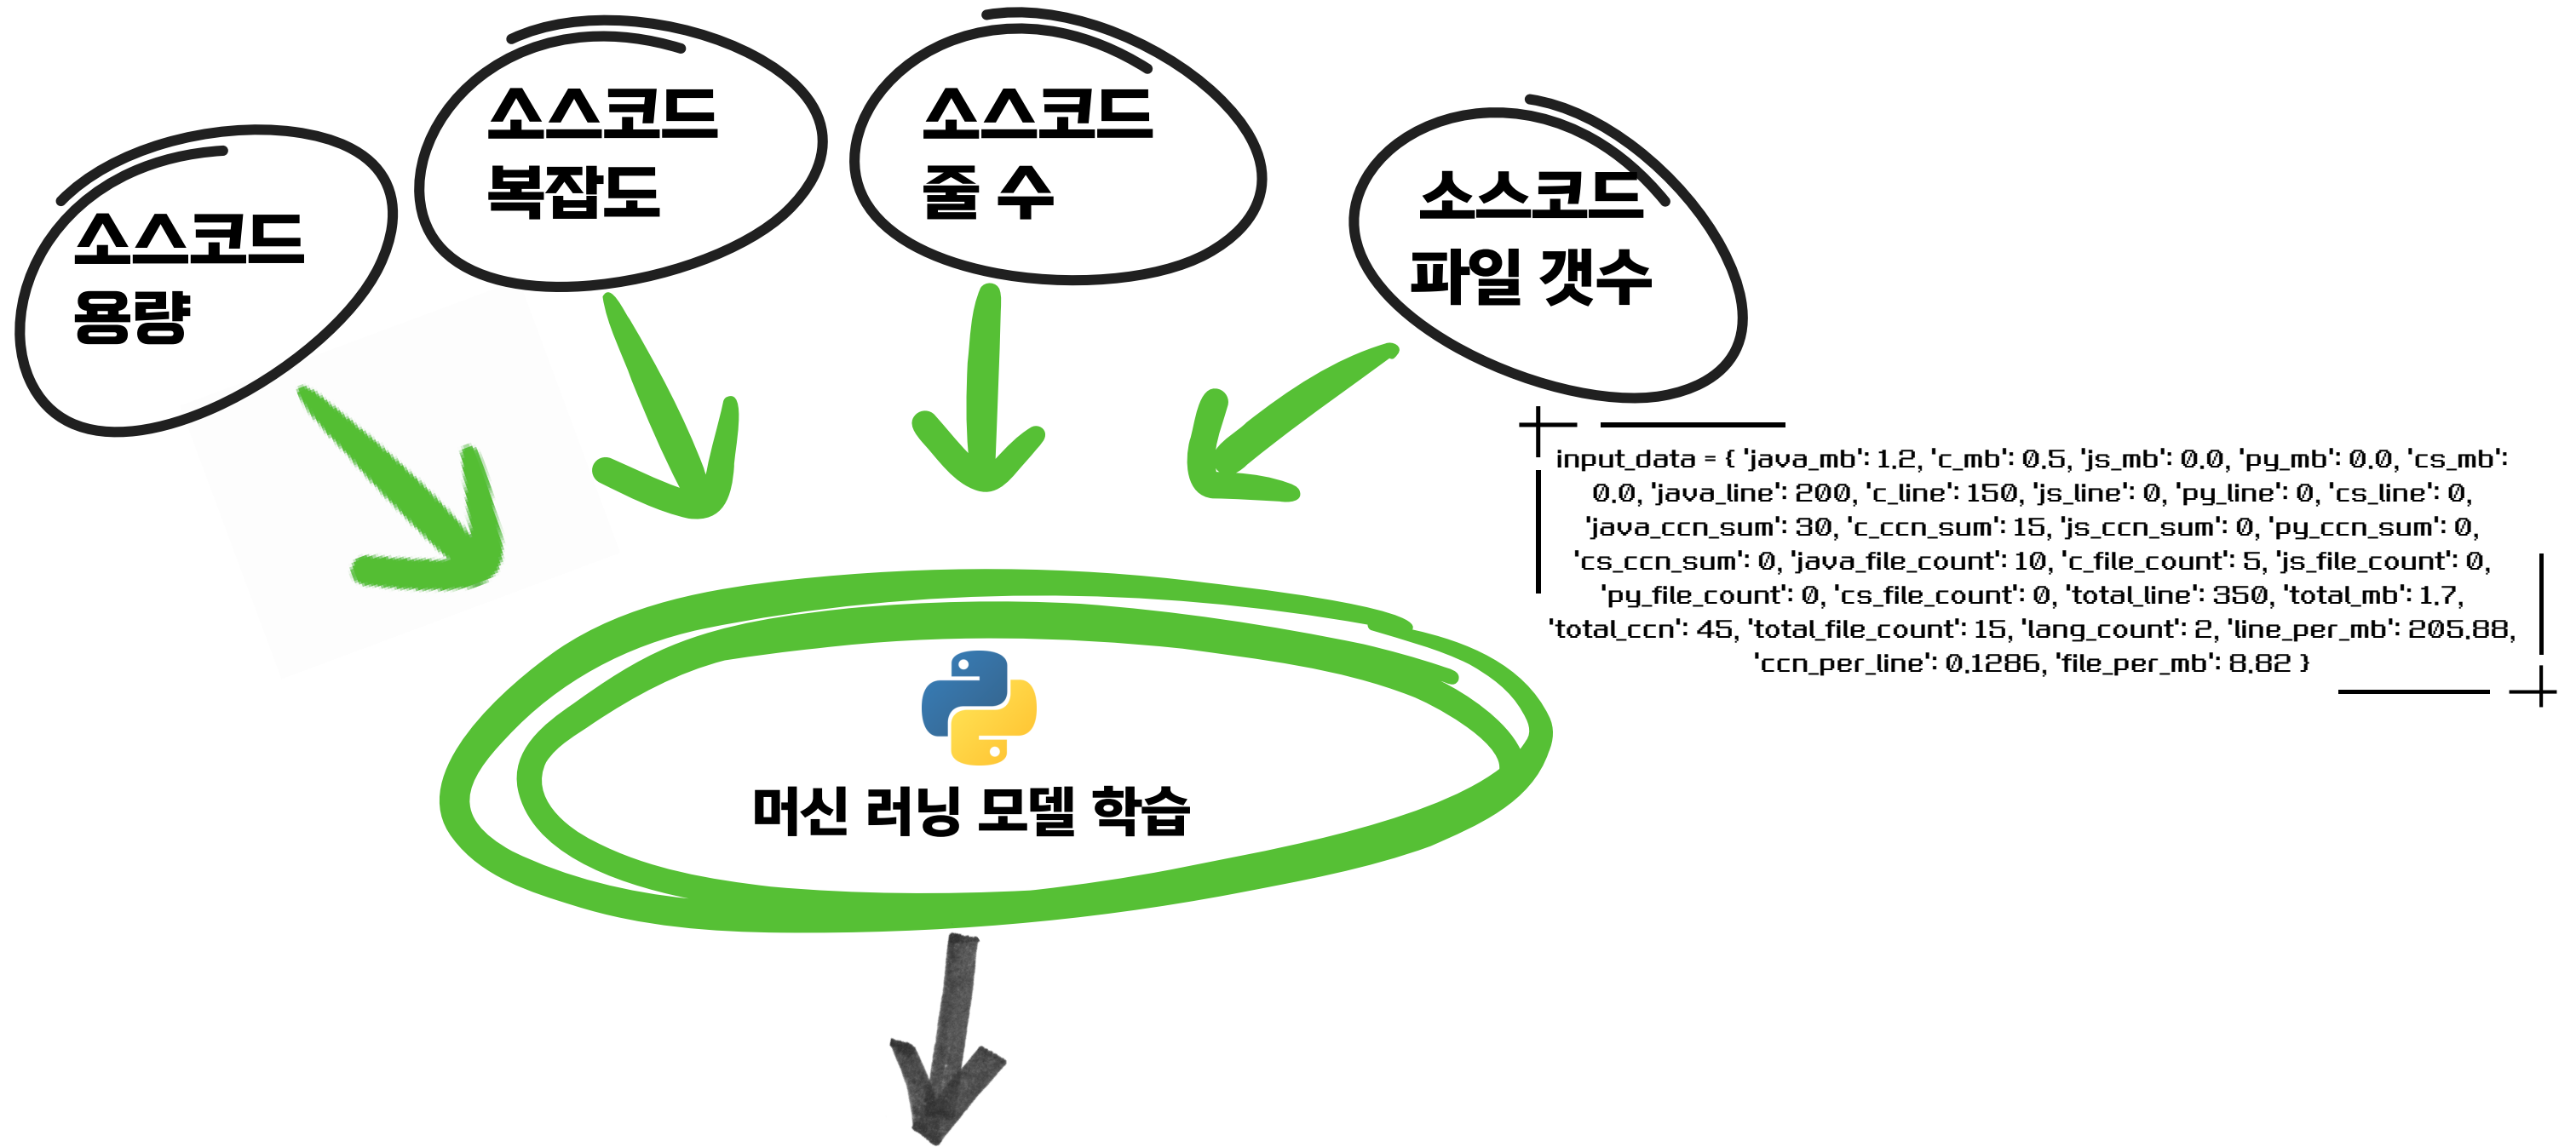 소스코드
용량
소스코드
복잡도
소스코드
줄 수
소스코드
파일 갯수
input_data = { 'java_mb': 1.2, 'c_mb': 0.5, 'js_mb': 0.0, 'py_mb': 0.0, 'cs_mb':
0.0, 'java_line': 200, 'c_line': 150, 'js_line': 0, 'py_line': 0, 'cs_line': 0,
'java_ccn_sum': 30, 'c_ccn_sum': 15, 'js_ccn_sum': 0, 'py_ccn_sum': 0,
'cs_ccn_sum': 0, 'java_file_count': 10, 'c_file_count': 5, 'js_file_count': 0,
'py_file_count': 0, 'cs_file_count': 0, 'total_line': 350, 'total_mb': 1.7,
'total_ccn': 45, 'total_file_count': 15, 'lang_count': 2, 'line_per_mb': 205.88,
'ccn_per_line': 0.1286, 'file_per_mb': 8.82 }
머신 러닝 모델 학습